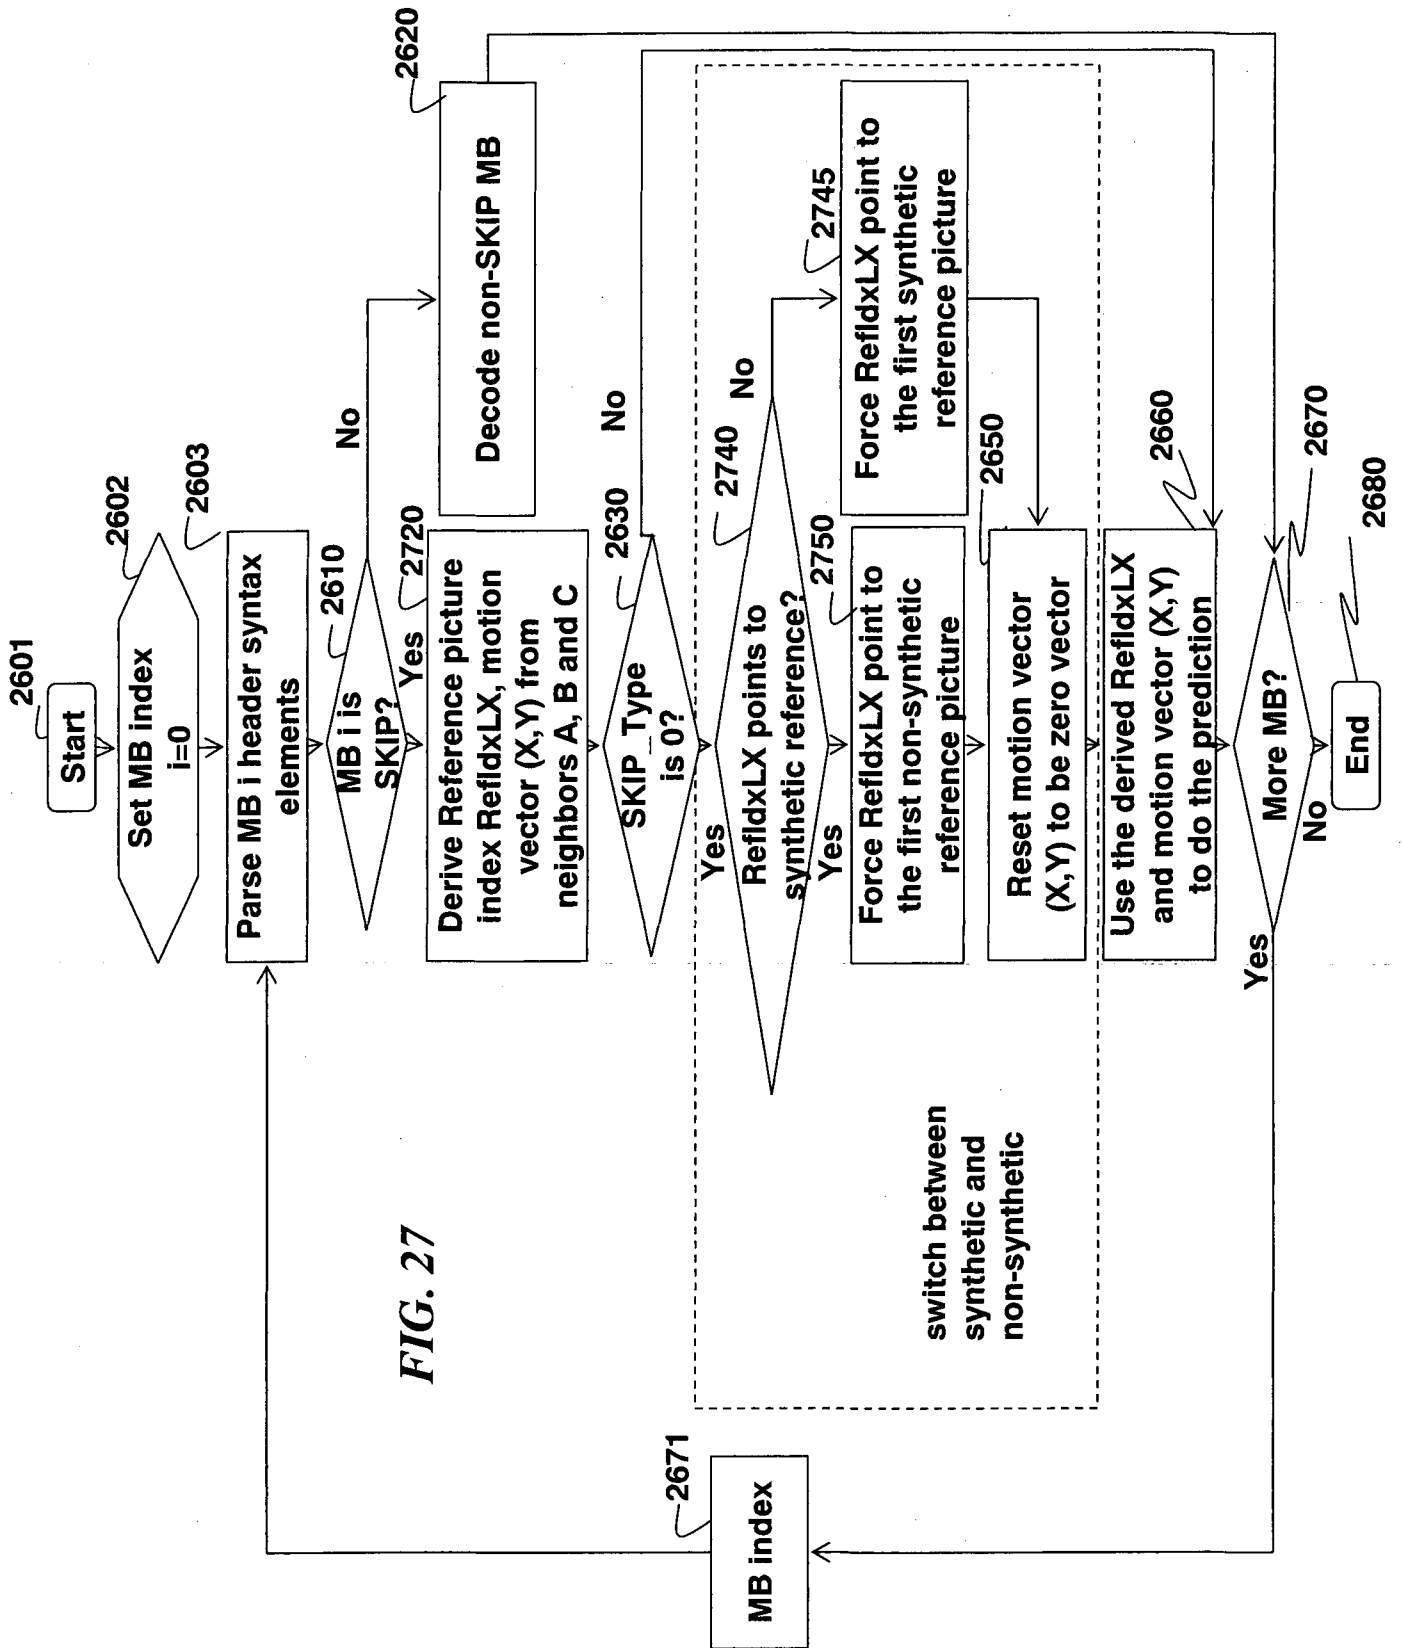 2601
Start
2602
Set MB index
i=0
2603
Parse MB i header syntax
elements
2610
MB i is
SKIP?
No
Yes
2620
Decode non-SKIP MB
2720
Derive Reference picture
index RefIdxLX, motion
vector (X,Y) from
neighbors A, B and C
2630
SKIP_Type
is 0?
No
Yes
2740
RefIdxLX points to
synthetic reference?
No
Yes
2745
Force RefIdxLX point to
the first synthetic
reference picture
2750
Force RefIdxLX point to
the first non-synthetic
reference picture
2650
Reset motion vector
(X,Y) to be zero vector
switch between
synthetic and
non-synthetic
2660
Use the derived RefIdxLX
and motion vector (X,Y)
to do the prediction
2670
More MB?
Yes
No
2671
MB index
2680
End
FIG. 27